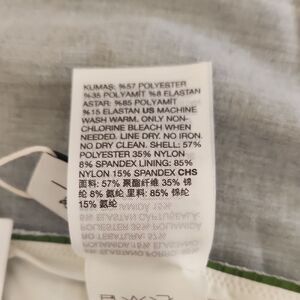 KUMAŞ: %57 POLYESTER
%35 POLYAMİT %8 ELASTAN
ASTAR: %85 POLYAMİT
%15 ELASTAN US MACHINE
WASH WARM. ONLY NON-
CHLORINE BLEACH WHEN
NEEDED. LINE DRY. NO IRON.
NO DRY CLEAN. SHELL: 57%
POLYESTER 35% NYLON
8% SPANDEX LINING: 85%
NYLON 15% SPANDEX CHS
面料: 57% 聚酯纤维 35% 锦
纶 8% 氨纶 里料: 85% 锦纶
15% 氨纶